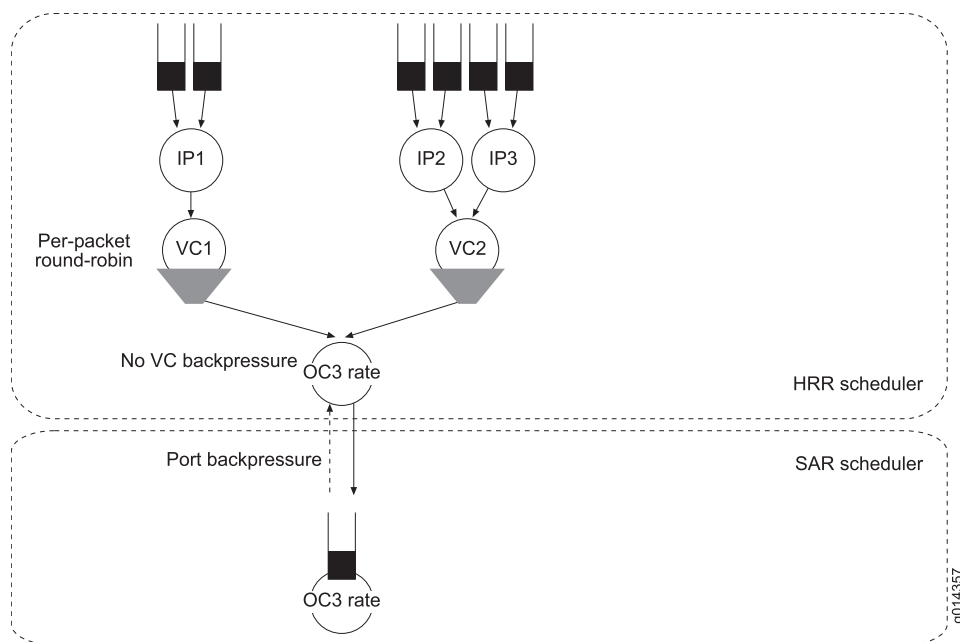 IP1
IP2
IP3
Per-packet
round-robin
VC1
VC2
No VC backpressure
OC3 rate
HRR scheduler
Port backpressure
SAR scheduler
OC3 rate
g014357